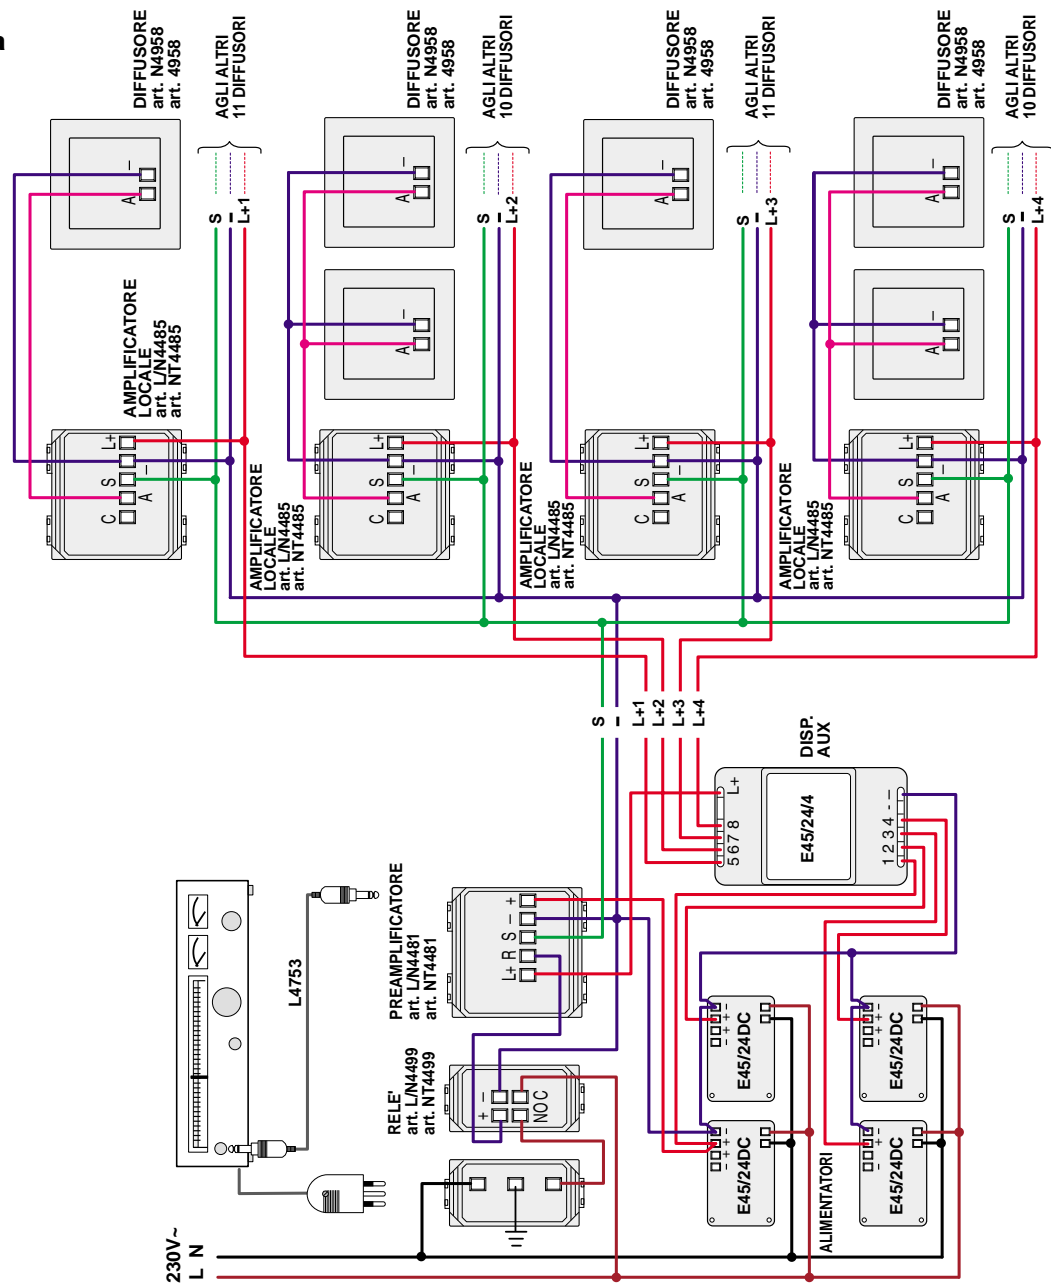 a
DIFFUSORE
art. N4958
art. 4958
AGLI ALTRI
11 DIFFUSORI
DIFFUSORE
art. N4958
art. 4958
AGLI ALTRI
10 DIFFUSORI
DIFFUSORE
art. N4958
art. 4958
AGLI ALTRI
11 DIFFUSORI
DIFFUSORE
art. N4958
art. 4958
AGLI ALTRI
10 DIFFUSORI
A –
S – L+1
A –
S – L+2
A –
S – L+3
A –
S – L+4
A –
A –
AMPLIFICATORE
LOCALE
art. L/N4485
art. NT4485
C A S – L+
AMPLIFICATORE
LOCALE
art. L/N4485
art. NT4485
C A S – L+
AMPLIFICATORE
LOCALE
art. L/N4485
art. NT4485
C A S – L+
AMPLIFICATORE
LOCALE
art. L/N4485
art. NT4485
C A S – L+
S – L+1 L+2 L+3 L+4
DISP.
AUX
E45/24/4
5 6 7 8 L+
1 2 3 4 - -
L4753
PREAMPLIFICATORE
art. L/N4481
art. NT4481
L+ R S – +
RELE'
art. L/N4499
art. NT4499
+ –
NO C
E45/24DC
- + + -
E45/24DC
- + + -
E45/24DC
- + + -
E45/24DC
- + + -
ALIMENTATORI
230V~
L N